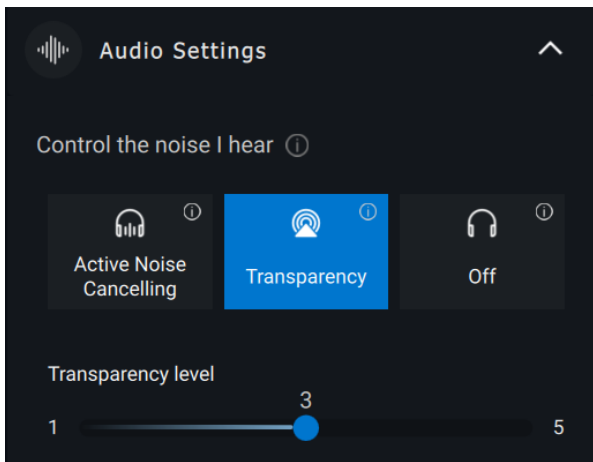 Audio Settings
Control the noise I hear
Active Noise
Cancelling
Transparency
Off
Transparency level
3
1
5